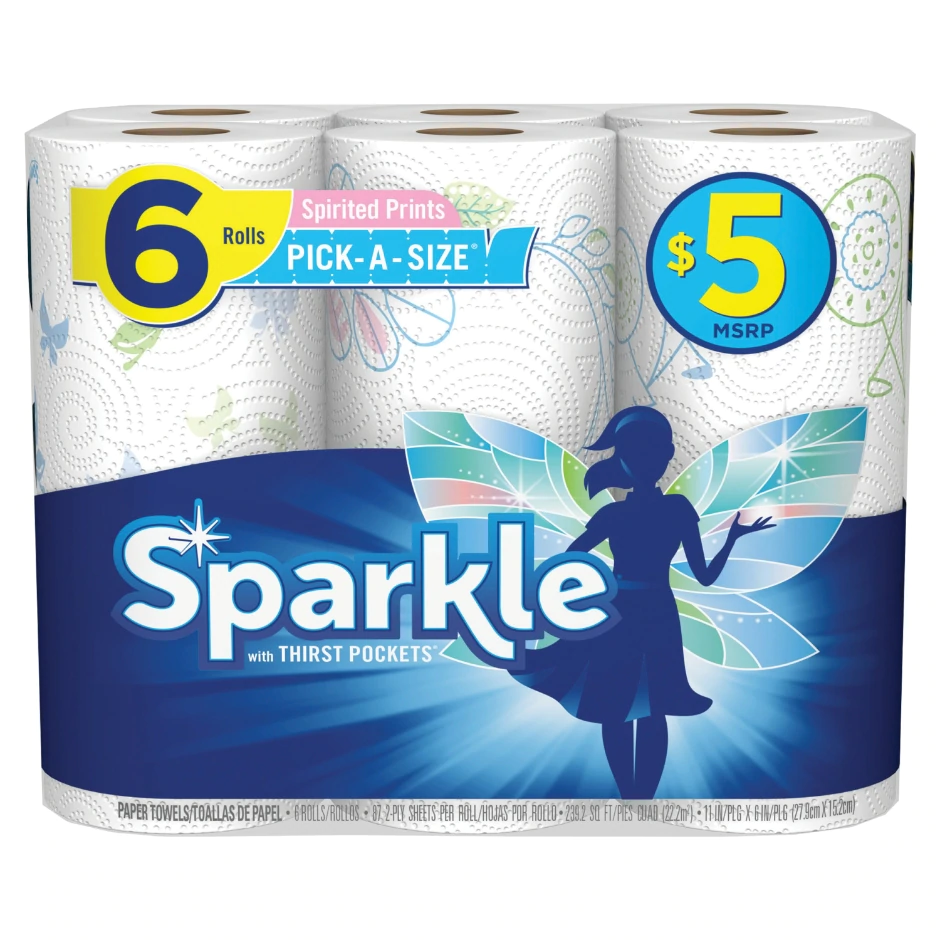 6 Rolls
Spirited Prints
PICK-A-SIZE®
$5
MSRP
Sparkle
with THIRST POCKETS™
PAPER TOWELS/TOALLAS DE PAPEL • 6 ROLLS/ROLLOS • 87, 2-PLY SHEETS PER ROLL/HOJAS POR ROLLO • 239.2 SQ FT/PIES CUAD (22.2m²) • 11 IN/PLG X 6 IN/PLG (27.9cm X 15.2cm)